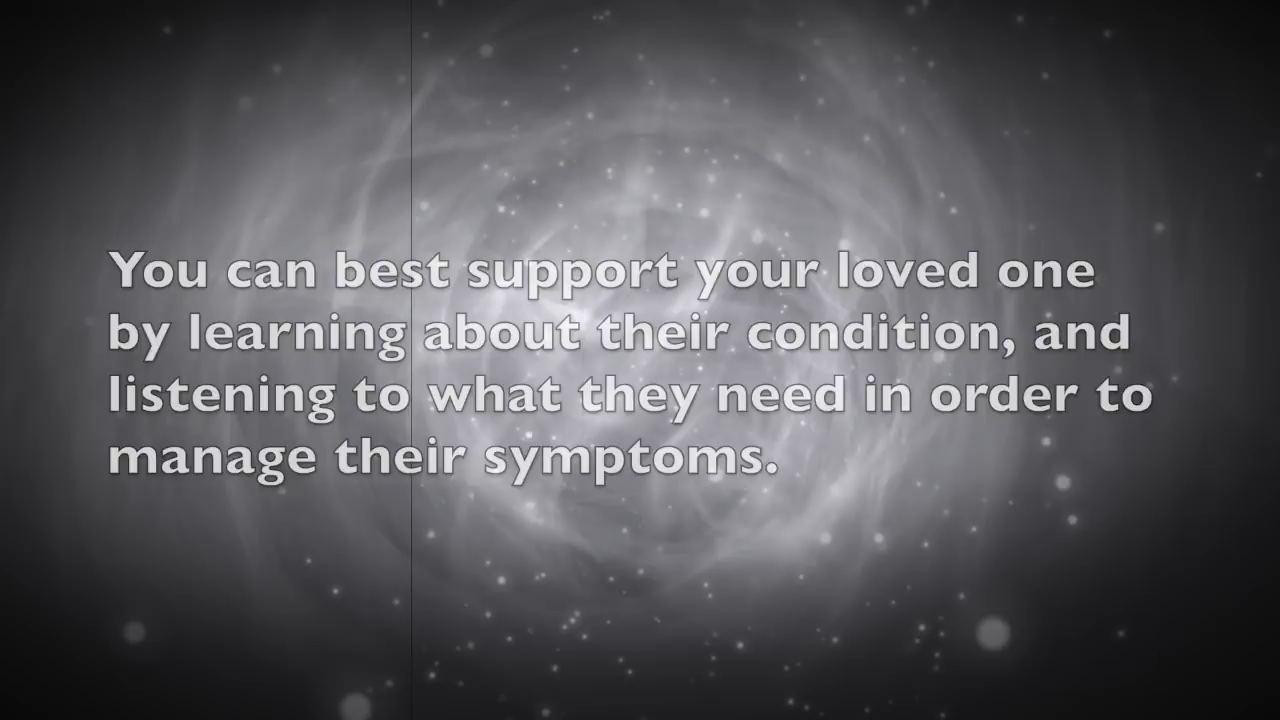 You can best support your loved one
by learning about their condition, and
listening to what they need in order to
manage their symptoms.